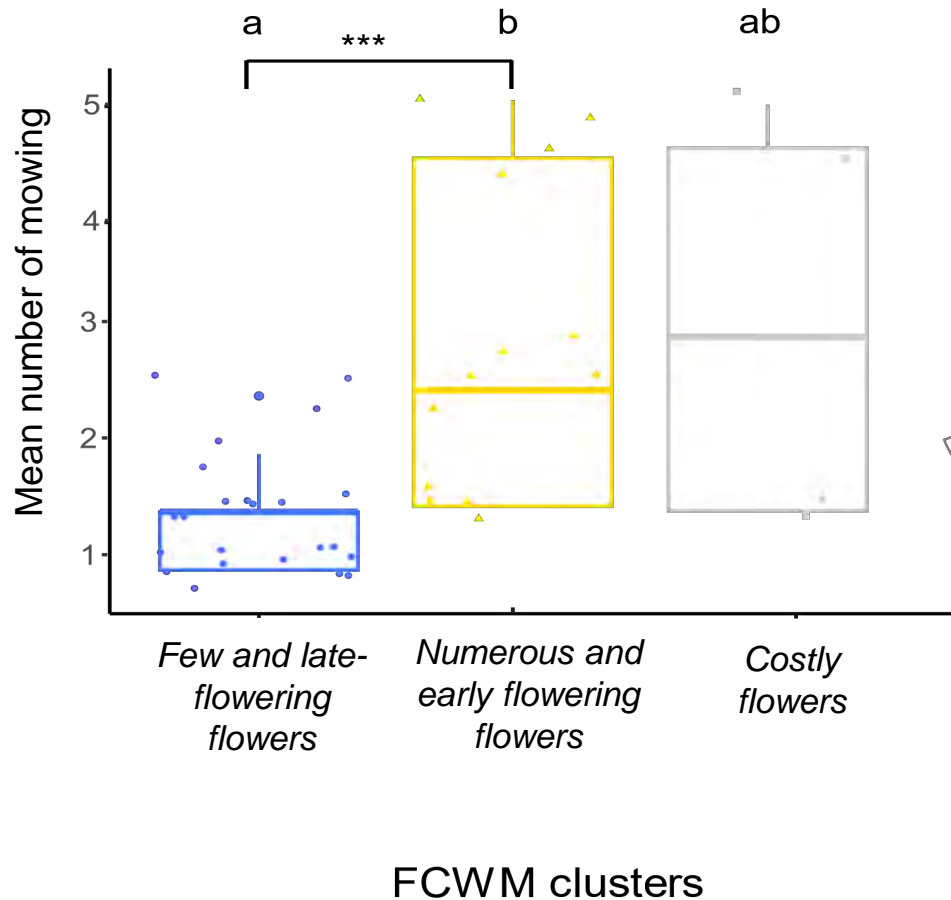 a
b
ab
***
Mean number of mowing
5
4
3
2
1
Few and late-
flowering
flowers
Numerous and
early flowering
flowers
Costly
flowers
FCWM clusters